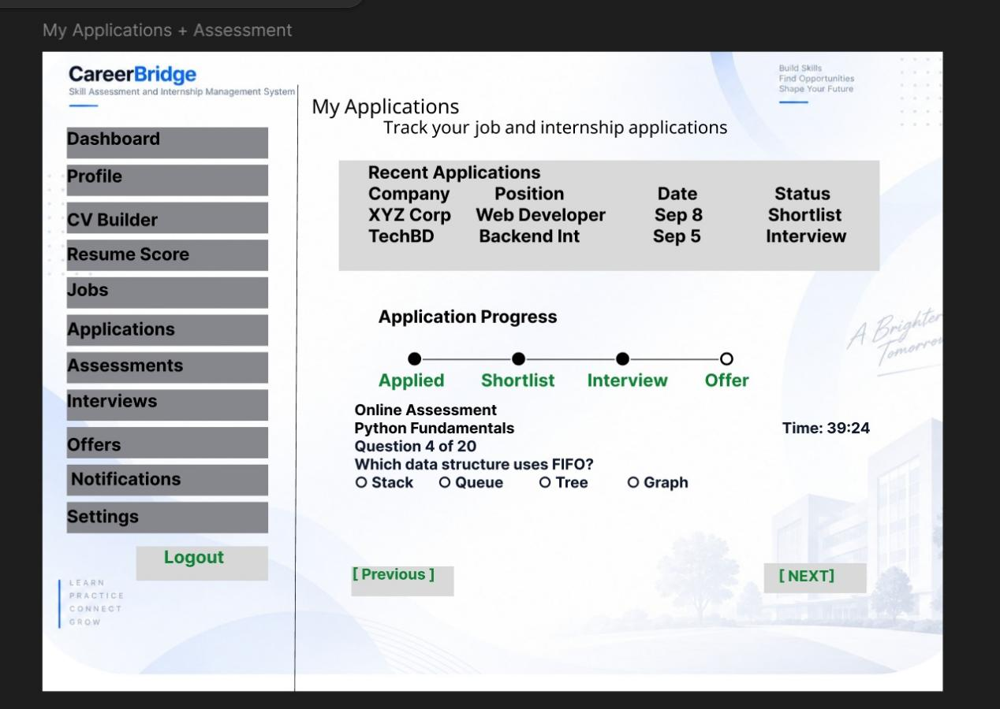 My Applications + Assessment
CareerBridge
Skill Assessment and Internship Management System
Build Skills
Find Opportunities
Shape Your Future
Dashboard
Profile
CV Builder
Resume Score
Jobs
Applications
Assessments
Interviews
Offers
Notifications
Settings
Logout
LEARN
PRACTICE
CONNECT
GROW
My Applications
Track your job and internship applications
Recent Applications
Company Position Date Status
XYZ Corp Web Developer Sep 8 Shortlist
TechBD Backend Int Sep 5 Interview
A Brighter
Tomorrow
Application Progress
Applied Shortlist Interview Offer
Online Assessment
Python Fundamentals Time: 39:24
Question 4 of 20
Which data structure uses FIFO?
Stack Queue Tree Graph
[ Previous ] [ NEXT]